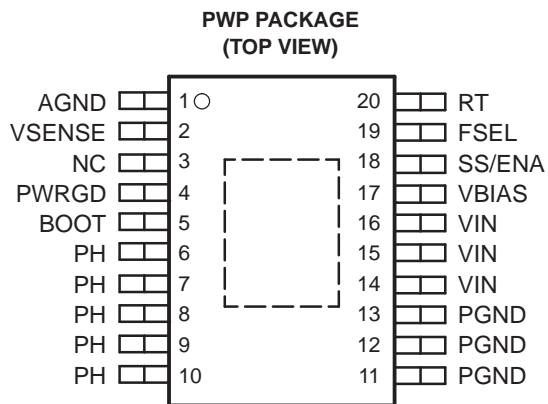 PWP PACKAGE
(TOP VIEW)
AGND 1 20 RT
VSENSE 2 19 FSEL
NC 3 18 SS/ENA
PWRGD 4 17 VBIAS
BOOT 5 16 VIN
PH 6 15 VIN
PH 7 14 VIN
PH 8 13 PGND
PH 9 12 PGND
PH 10 11 PGND